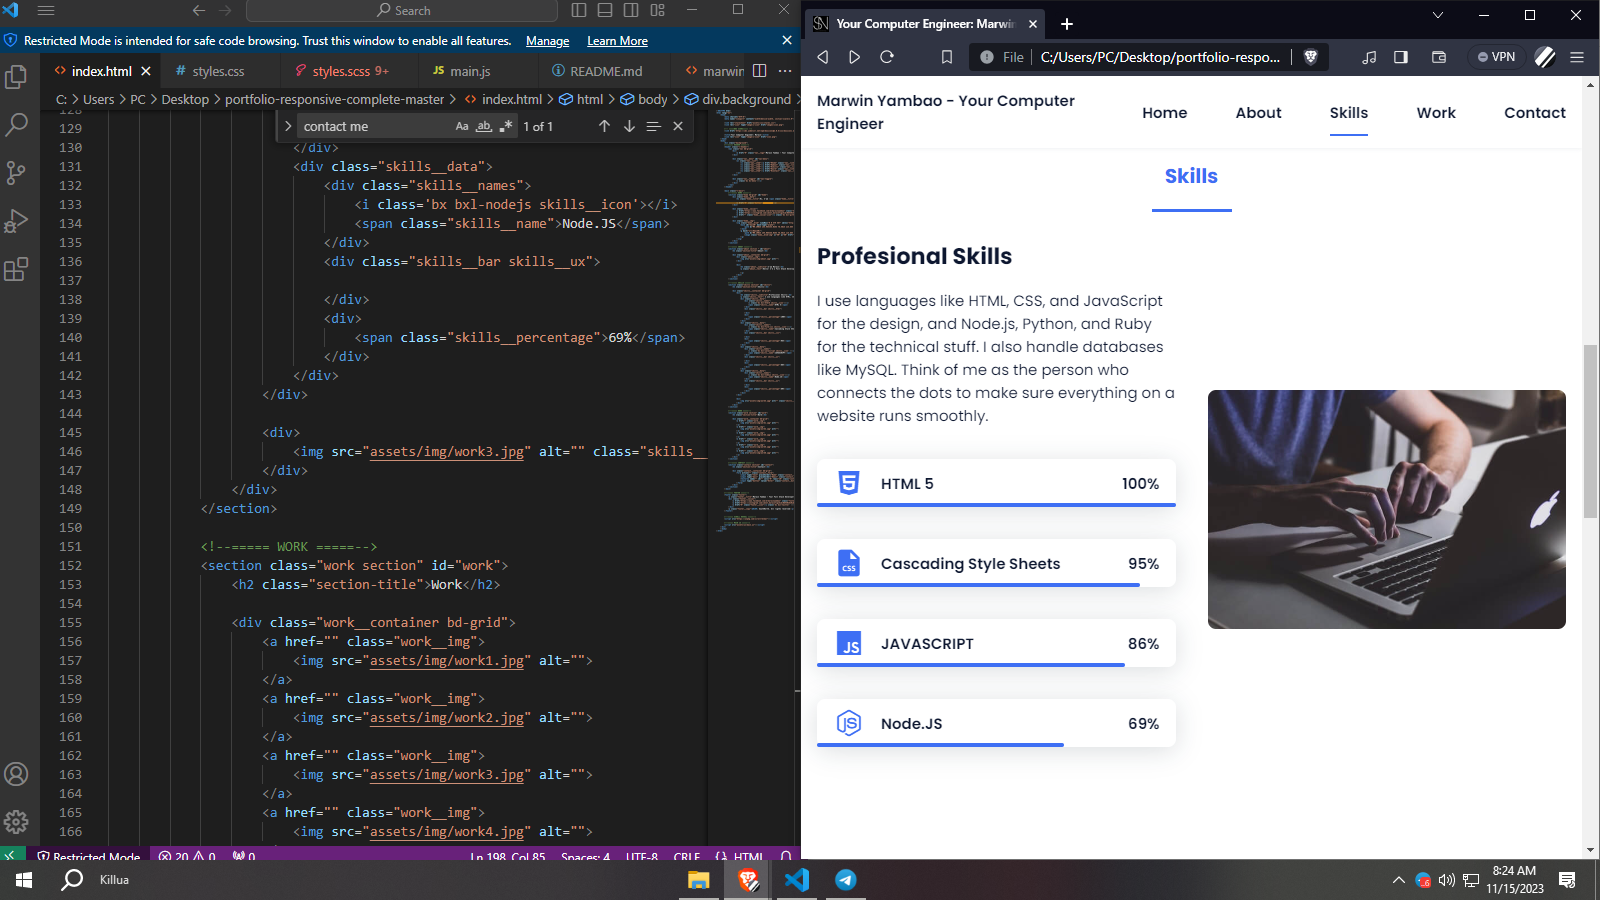 Search
Restricted Mode is intended for safe code browsing. Trust this window to enable all features. Manage Learn More
index.html styles.css styles.scss 9+ main.js README.md marwin
C: > Users > PC > Desktop > portfolio-responsive-complete-master > index.html > html > body > div.background
contact me Aa ab 1 of 1
128
129
130 </div>
131 <div class="skills__data">
132 <div class="skills__names">
133 <i class='bx bxl-nodejs skills__icon'></i>
134 <span class="skills__name">Node.JS</span>
135 </div>
136 <div class="skills__bar skills__ux">
137
138 </div>
139 <div>
140 <span class="skills__percentage">69%</span>
141 </div>
142 </div>
143 </div>
144
145 <div>
146 <img src="assets/img/work3.jpg" alt="" class="skills__
147 </div>
148 </div>
149 </section>
150
151 <!--===== WORK =====-->
152 <section class="work section" id="work">
153 <h2 class="section-title">Work</h2>
154
155 <div class="work__container bd-grid">
156 <a href="" class="work__img">
157 <img src="assets/img/work1.jpg" alt="">
158 </a>
159 <a href="" class="work__img">
160 <img src="assets/img/work2.jpg" alt="">
161 </a>
162 <a href="" class="work__img">
163 <img src="assets/img/work3.jpg" alt="">
164 </a>
165 <a href="" class="work__img">
166 <img src="assets/img/work4.jpg" alt="">
Restricted Mode 20 0 0 Ln 198, Col 85 Spaces: 4 UTF-8 CRLF {} HTML
Your Computer Engineer: Marwin
File C:/Users/PC/Desktop/portfolio-respo... VPN
Marwin Yambao - Your Computer
Engineer
Home About Skills Work Contact
Skills
Profesional Skills
I use languages like HTML, CSS, and JavaScript
for the design, and Node.js, Python, and Ruby
for the technical stuff. I also handle databases
like MySQL. Think of me as the person who
connects the dots to make sure everything on a
website runs smoothly.
HTML 5 100%
CSS Cascading Style Sheets 95%
JS JAVASCRIPT 86%
JS Node.JS 69%
Killua
8:24 AM
11/15/2023